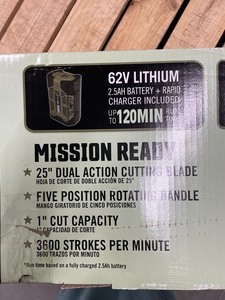 62V LITHIUM
2.5AH BATTERY + RAPID
CHARGER INCLUDED
UP TO 120MIN
MISSION READY
★ 25" DUAL ACTION CUTTING BLADE
HOJA DE CORTE DE DOBLE ACCIÓN DE 25"
★ FIVE POSITION ROTATING HANDLE
MANGO GIRATORIO DE CINCO POSICIONES
★ 1" CUT CAPACITY
1" CAPACIDAD DE CORTE
★ 3600 STROKES PER MINUTE
3600 TRAZOS POR MINUTO
*Run time based on a fully charged 2.5Ah battery